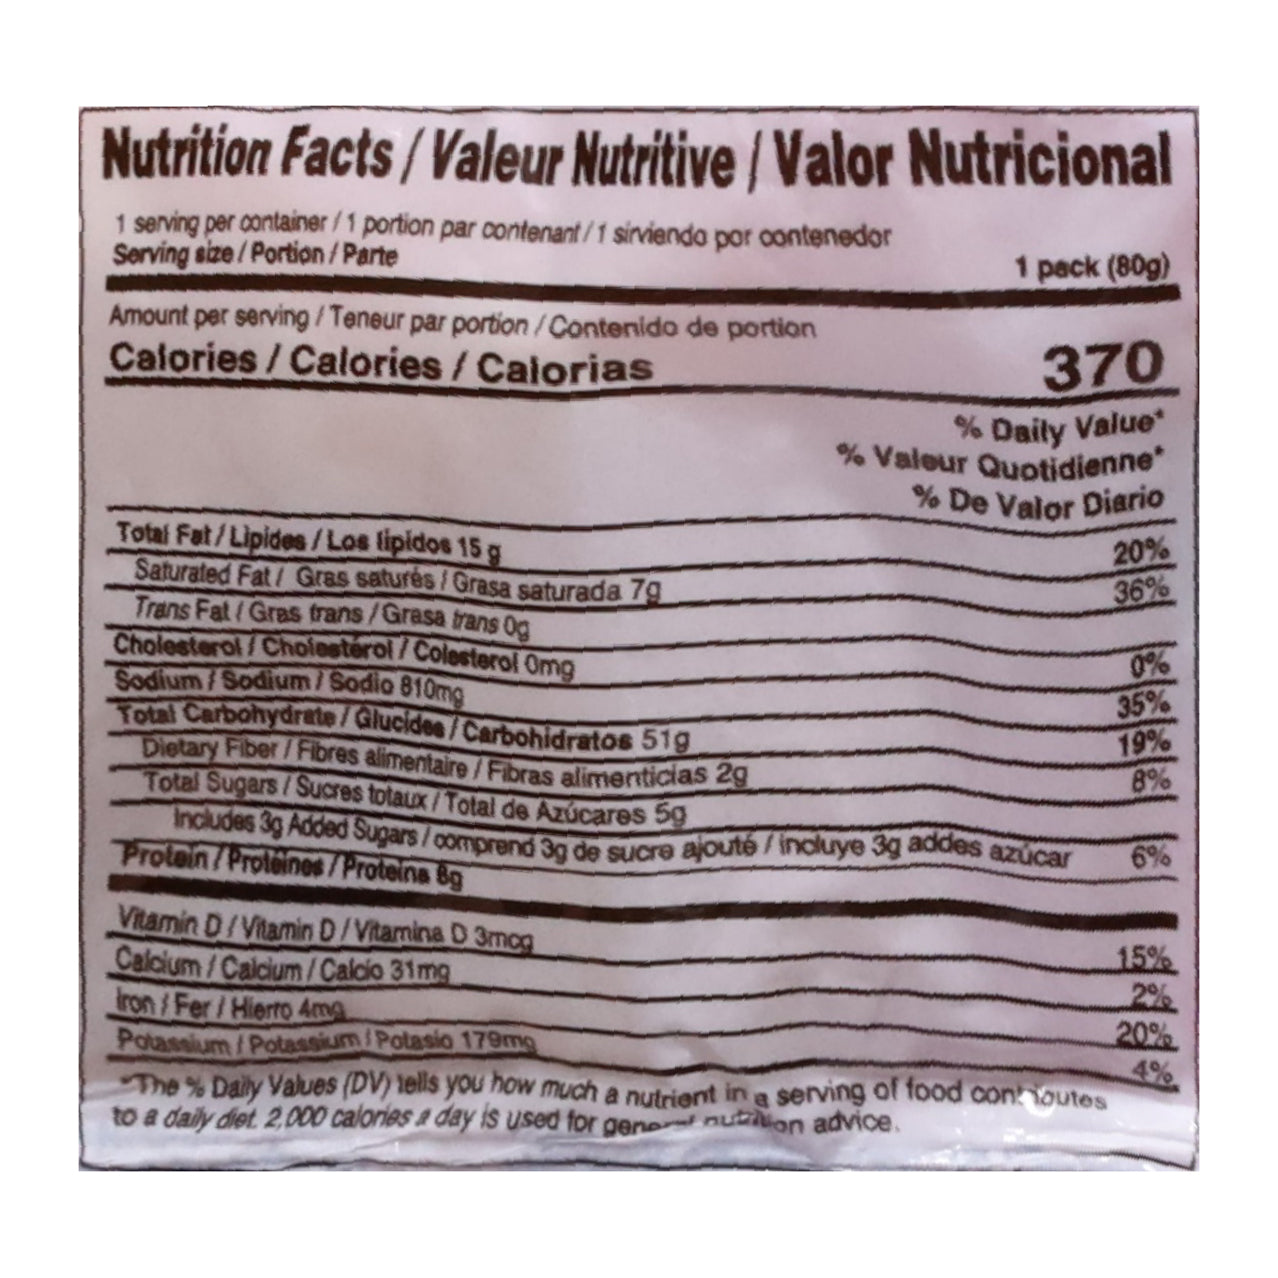 Nutrition Facts / Valeur Nutritive / Valor Nutricional
1 serving per container / 1 portion par contenant / 1 sirviendo por contenedor
Serving size / Portion / Parte 1 pack (80g)
Amount per serving / Teneur par portion / Contenido de portion
Calories / Calories / Calorias 370
% Daily Value*
% Valeur Quotidienne*
% De Valor Diario
Total Fat / Lipides / Los lipidos 15 g 20%
Saturated Fat / Gras saturés / Grasa saturada 7g 36%
Trans Fat / Gras trans / Grasa trans 0g
Cholesterol / Cholestérol / Colesterol 0mg 0%
Sodium / Sodium / Sodio 810mg 35%
Total Carbohydrate / Glucides / Carbohidratos 51g 19%
Dietary Fiber / Fibres alimentaire / Fibras alimenticias 2g 8%
Total Sugars / Sucres totaux / Total de Azúcares 5g
Includes 3g Added Sugars / comprend 3g de sucre ajouté / incluye 3g addes azúcar 6%
Protein / Protéines / Proteína
Vitamin D / Vitamin D / Vitamina D 3mcg 15%
Calcium / Calcium / Calcio 31mg 2%
Iron / Fer / Hierro 4mg 20%
Potassium / Potassium / Potasio 179mg 4%
*The % Daily Values (DV) tells you how much a nutrient in a serving of food contributes
to a daily diet. 2,000 calories a day is used for general nutrition advice.